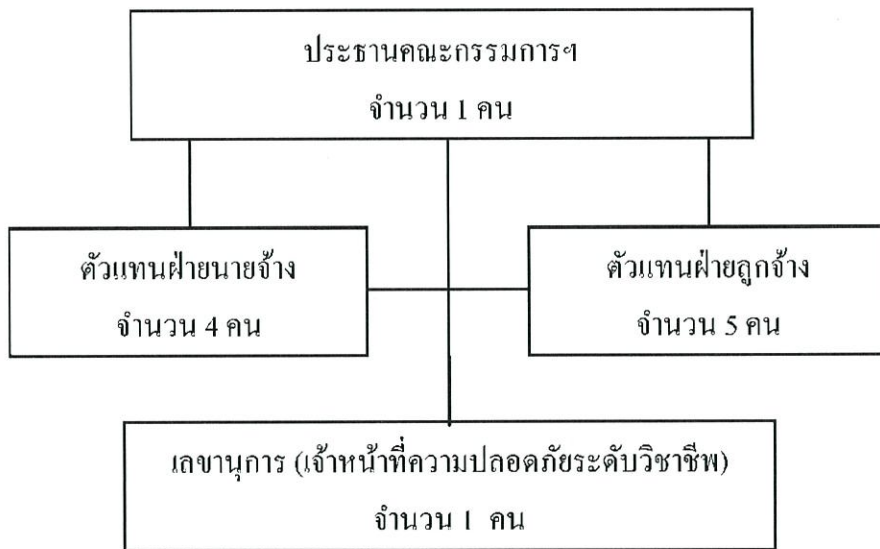 ประธานคณะกรรมการฯ
จำนวน 1 คน
ตัวแทนฝ่ายนายจ้าง
จำนวน 4 คน
ตัวแทนฝ่ายลูกจ้าง
จำนวน 5 คน
เลขานุการ (เจ้าหน้าที่ความปลอดภัยระดับวิชาชีพ)
จำนวน 1 คน